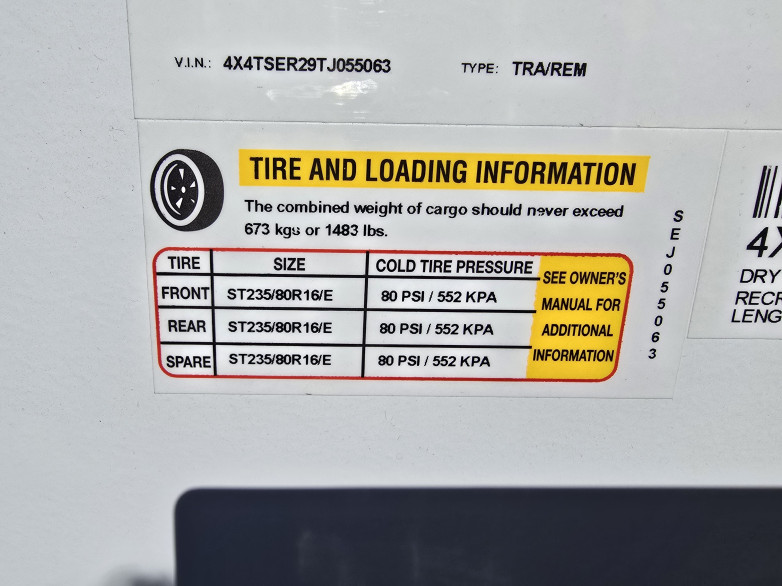 V.I.N.: 4X4TSER29TJ055063 TYPE: TRA/REM
TIRE AND LOADING INFORMATION
The combined weight of cargo should never exceed
673 kgs or 1483 lbs.
TIRE SIZE COLD TIRE PRESSURE
FRONT ST235/80R16/E 80 PSI / 552 KPA
REAR ST235/80R16/E 80 PSI / 552 KPA
SPARE ST235/80R16/E 80 PSI / 552 KPA
SEE OWNER'S
MANUAL FOR
ADDITIONAL
INFORMATION
SEJ055063
4X
DRY
RECR
LENG